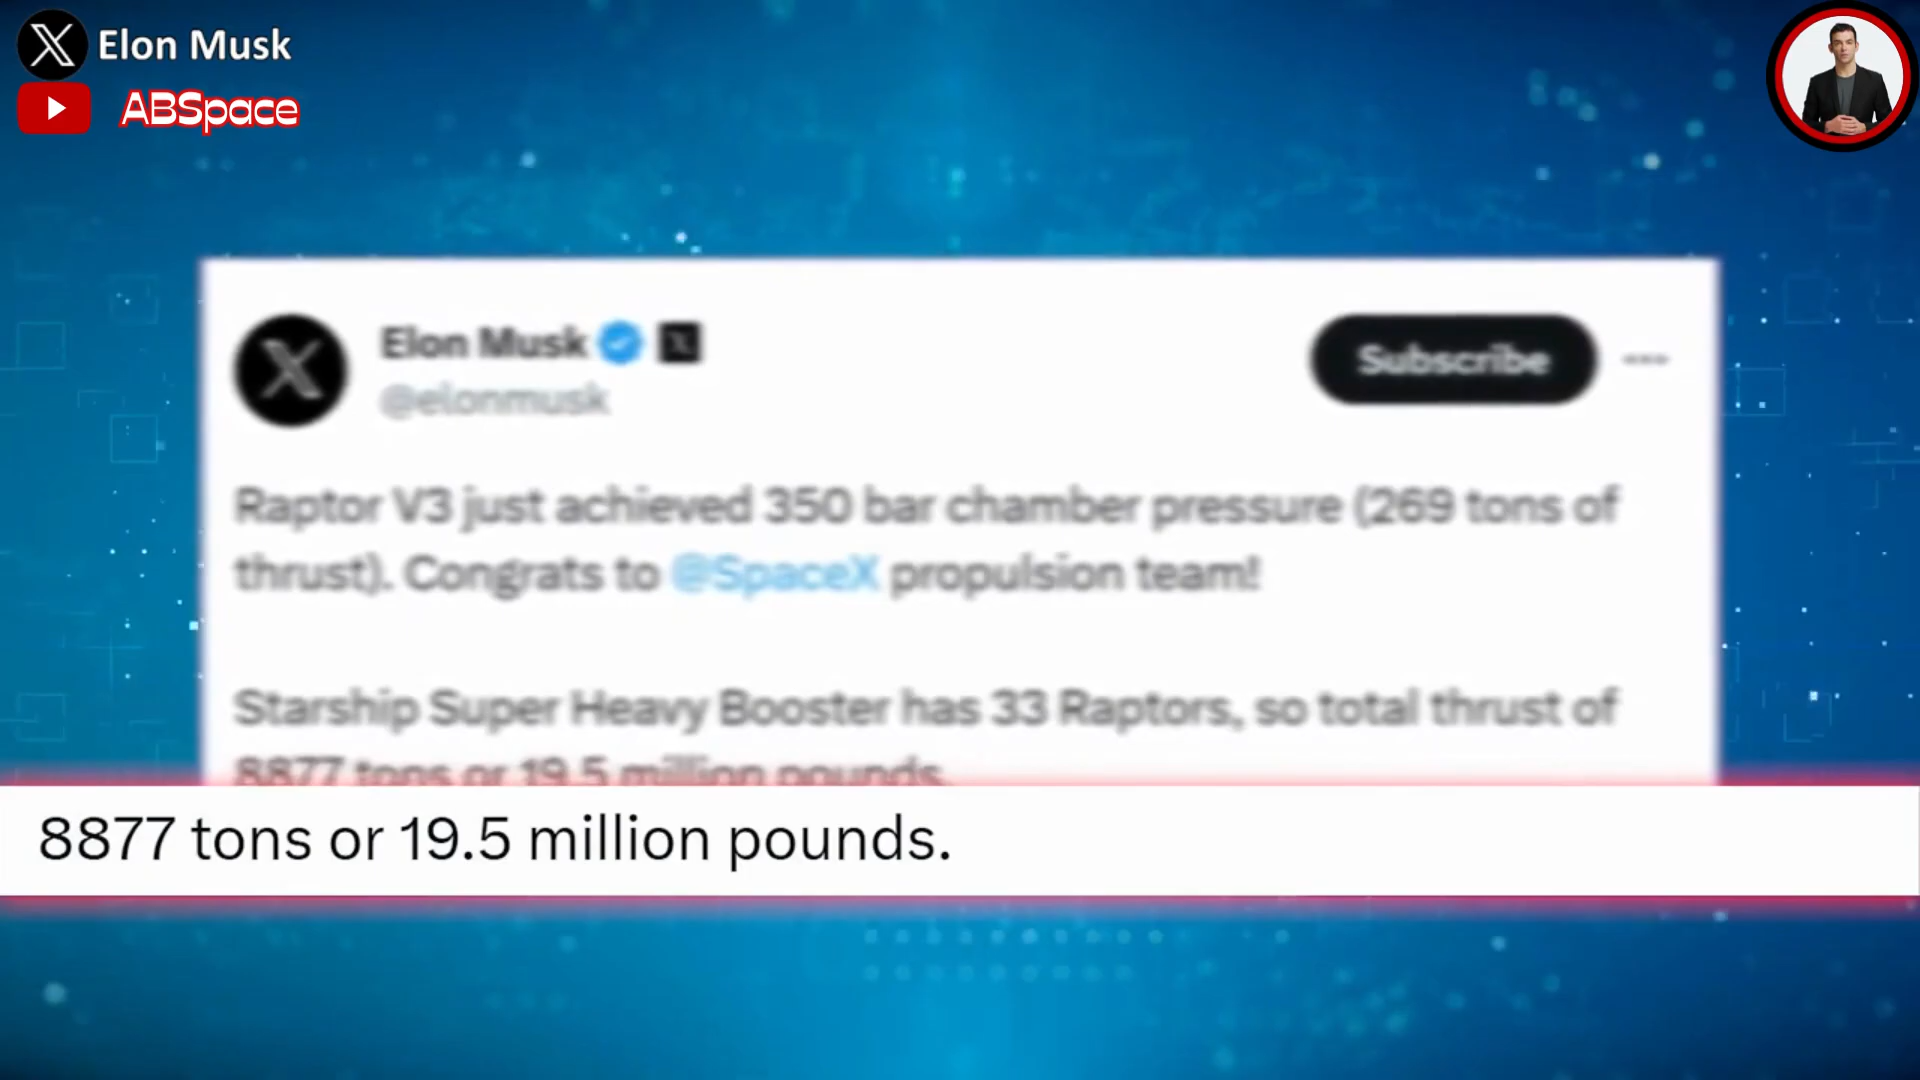 Elon Musk
ABSpace
Elon Musk
@elonmusk
Subscribe
Raptor V3 just achieved 350 bar chamber pressure (269 tons of
thrust). Congrats to @SpaceX propulsion team!
Starship Super Heavy Booster has 33 Raptors, so total thrust of
8877 tons or 19.5 million pounds.
8877 tons or 19.5 million pounds.